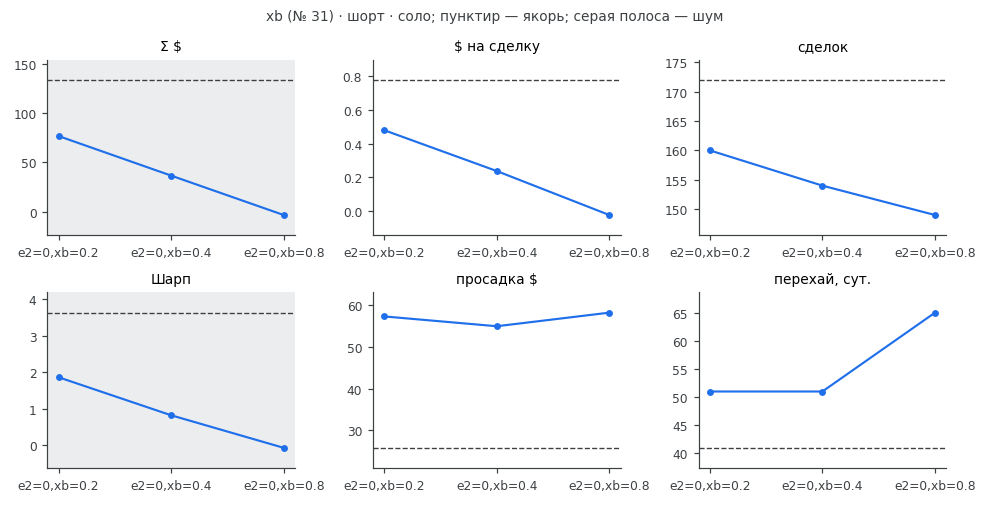 xb (№ 31) · шорт · соло; пунктир — якорь; серая полоса — шум
Σ $
150
100
50
0
e2=0,xb=0.2 e2=0,xb=0.4 e2=0,xb=0.8
$ на сделку
0.8
0.6
0.4
0.2
0.0
e2=0,xb=0.2 e2=0,xb=0.4 e2=0,xb=0.8
сделок
175
170
165
160
155
150
e2=0,xb=0.2 e2=0,xb=0.4 e2=0,xb=0.8
Шарп
4
3
2
1
0
e2=0,xb=0.2 e2=0,xb=0.4 e2=0,xb=0.8
просадка $
60
50
40
30
e2=0,xb=0.2 e2=0,xb=0.4 e2=0,xb=0.8
перехай, сут.
65
60
55
50
45
40
e2=0,xb=0.2 e2=0,xb=0.4 e2=0,xb=0.8